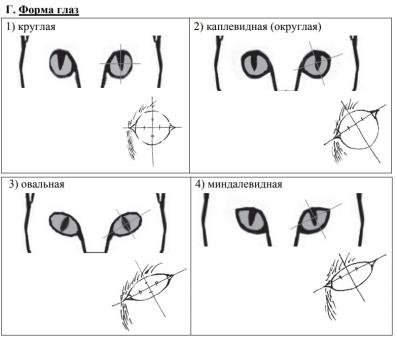 Г. Форма глаз
1) круглая
2) каплевидная (округлая)
3) овальная
4) миндалевидная